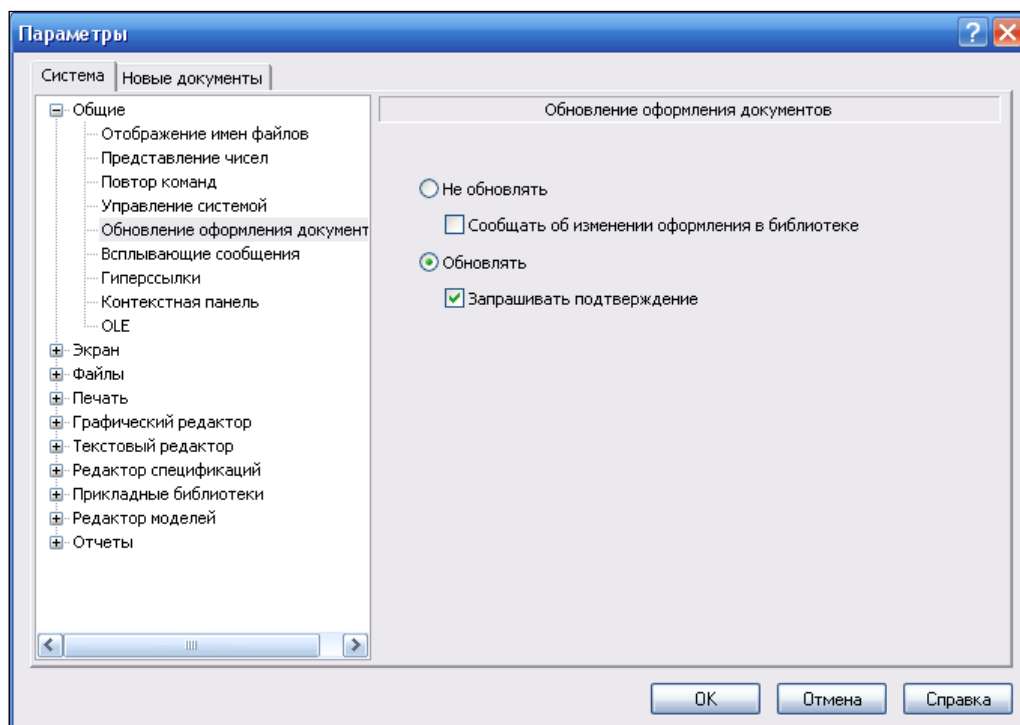 Параметры
Система
Новые документы
Общие
Отображение имен файлов
Представление чисел
Повтор команд
Управление системой
Обновление оформления документ
Всплывающие сообщения
Гиперссылки
Контекстная панель
OLE
Экран
Файлы
Печать
Графический редактор
Текстовый редактор
Редактор спецификаций
Прикладные библиотеки
Редактор моделей
Отчеты
Обновление оформления документов
Не обновлять
Сообщать об изменении оформления в библиотеке
Обновлять
Запрашивать подтверждение
OK
Отмена
Справка